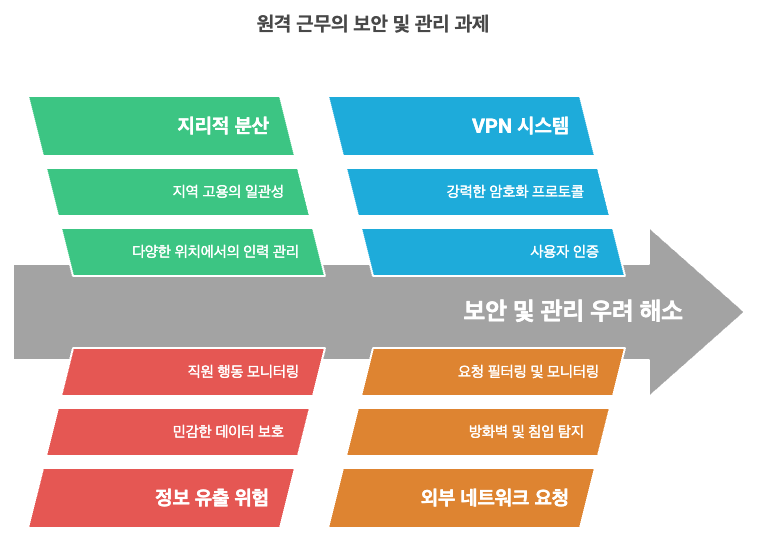 원격 근무의 보안 및 관리 과제
지리적 분산
지역 고용의 일관성
다양한 위치에서의 인력 관리
VPN 시스템
강력한 암호화 프로토콜
사용자 인증
보안 및 관리 우려 해소
직원 행동 모니터링
민감한 데이터 보호
정보 유출 위험
요청 필터링 및 모니터링
방화벽 및 침입 탐지
외부 네트워크 요청